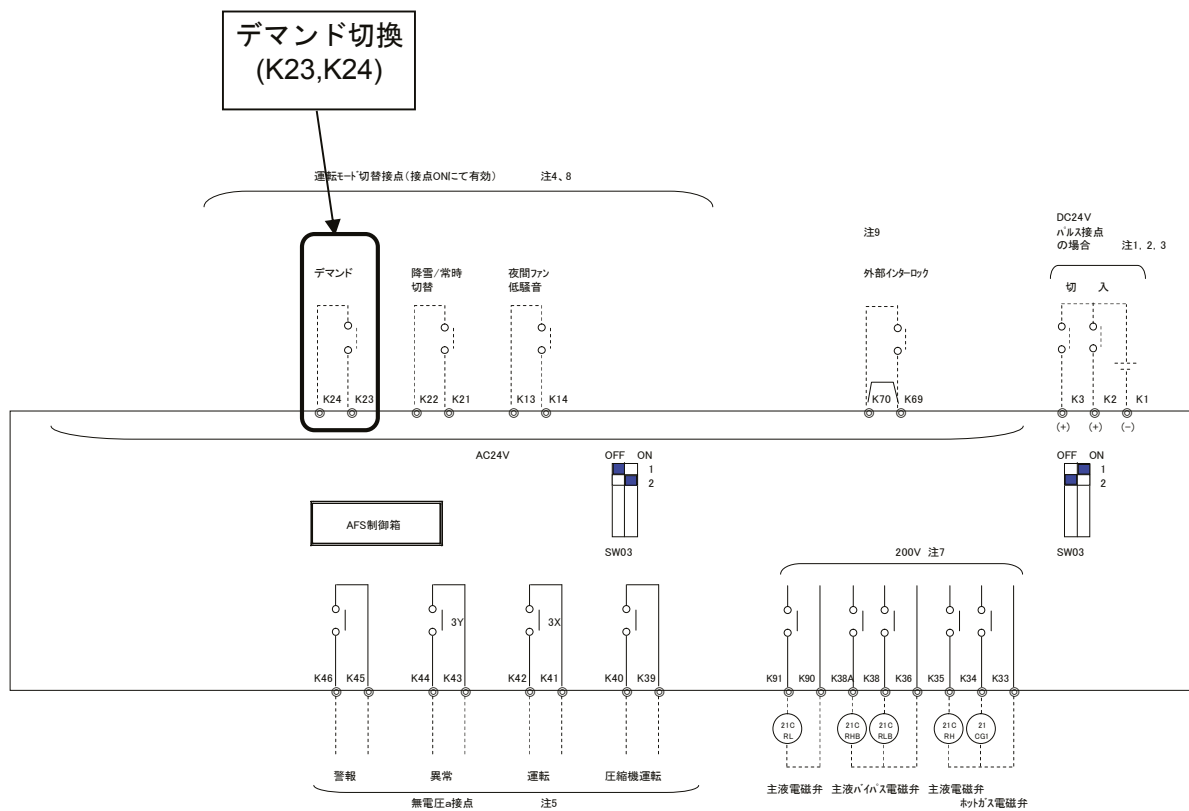 デマンド切換
(K23,K24)
運転ﾓｰﾄﾞ切替接点(接点ONにて有効) 注4、8
デマンド
降雪/常時
切替
夜間ﾌｧﾝ
低騒音
注9
外部ｲﾝﾀｰﾛｯｸ
DC24V
ﾊﾟﾙｽ接点
の場合 注1, 2, 3
切 入
K24 K23 K22 K21 K13 K14 K70 K69 K3 K2 K1
(+) (+) (-)
AC24V
OFF ON
1
2
SW03
OFF ON
1
2
SW03
AFS制御箱
200V 注7
3Y
3X
K46 K45 K44 K43 K42 K41 K40 K39 K91 K90 K38A K38 K36 K35 K34 K33
21C
RL
21C
RHB
21C
RLB
21C
RH
21
CG1
警報 異常 運転 圧縮機運転
主液電磁弁 主液ﾊﾞｲﾊﾟｽ電磁弁 主液電磁弁
ﾎｯﾄｶﾞｽ電磁弁
無電圧a接点 注5